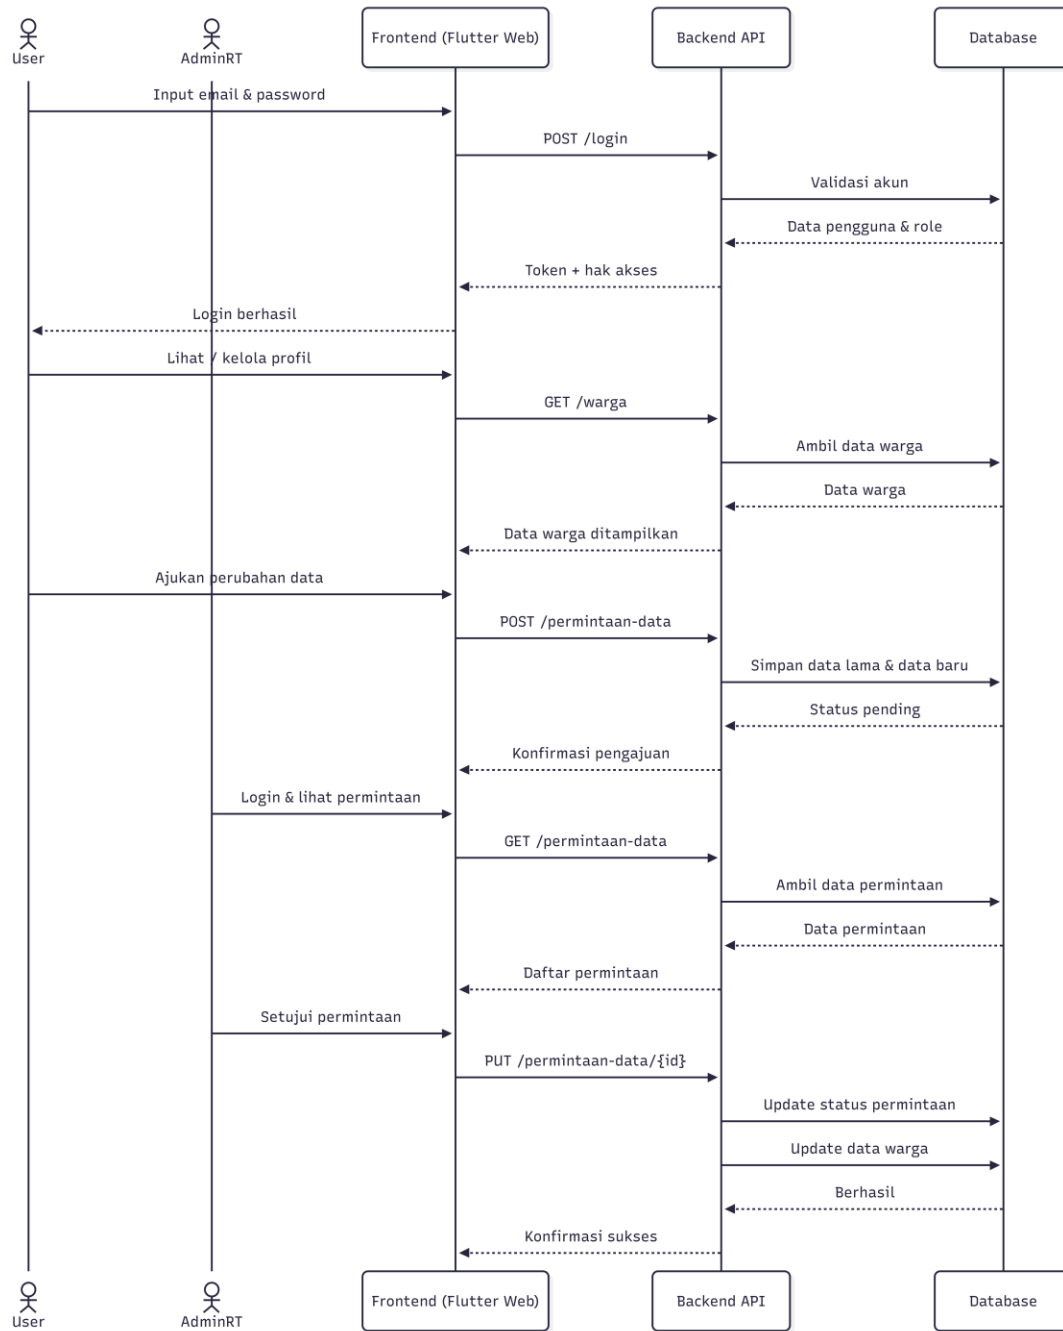 User
AdminRT
Frontend (Flutter Web)
Backend API
Database
Input email & password
POST /login
Validasi akun
Data pengguna & role
Token + hak akses
Login berhasil
Lihat / kelola profil
GET /warga
Ambil data warga
Data warga
Data warga ditampilkan
Ajukan perubahan data
POST /permintaan-data
Simpan data lama & data baru
Status pending
Konfirmasi pengajuan
Login & lihat permintaan
GET /permintaan-data
Ambil data permintaan
Data permintaan
Daftar permintaan
Setujui permintaan
PUT /permintaan-data/{id}
Update status permintaan
Update data warga
Berhasil
Konfirmasi sukses
User
AdminRT
Frontend (Flutter Web)
Backend API
Database